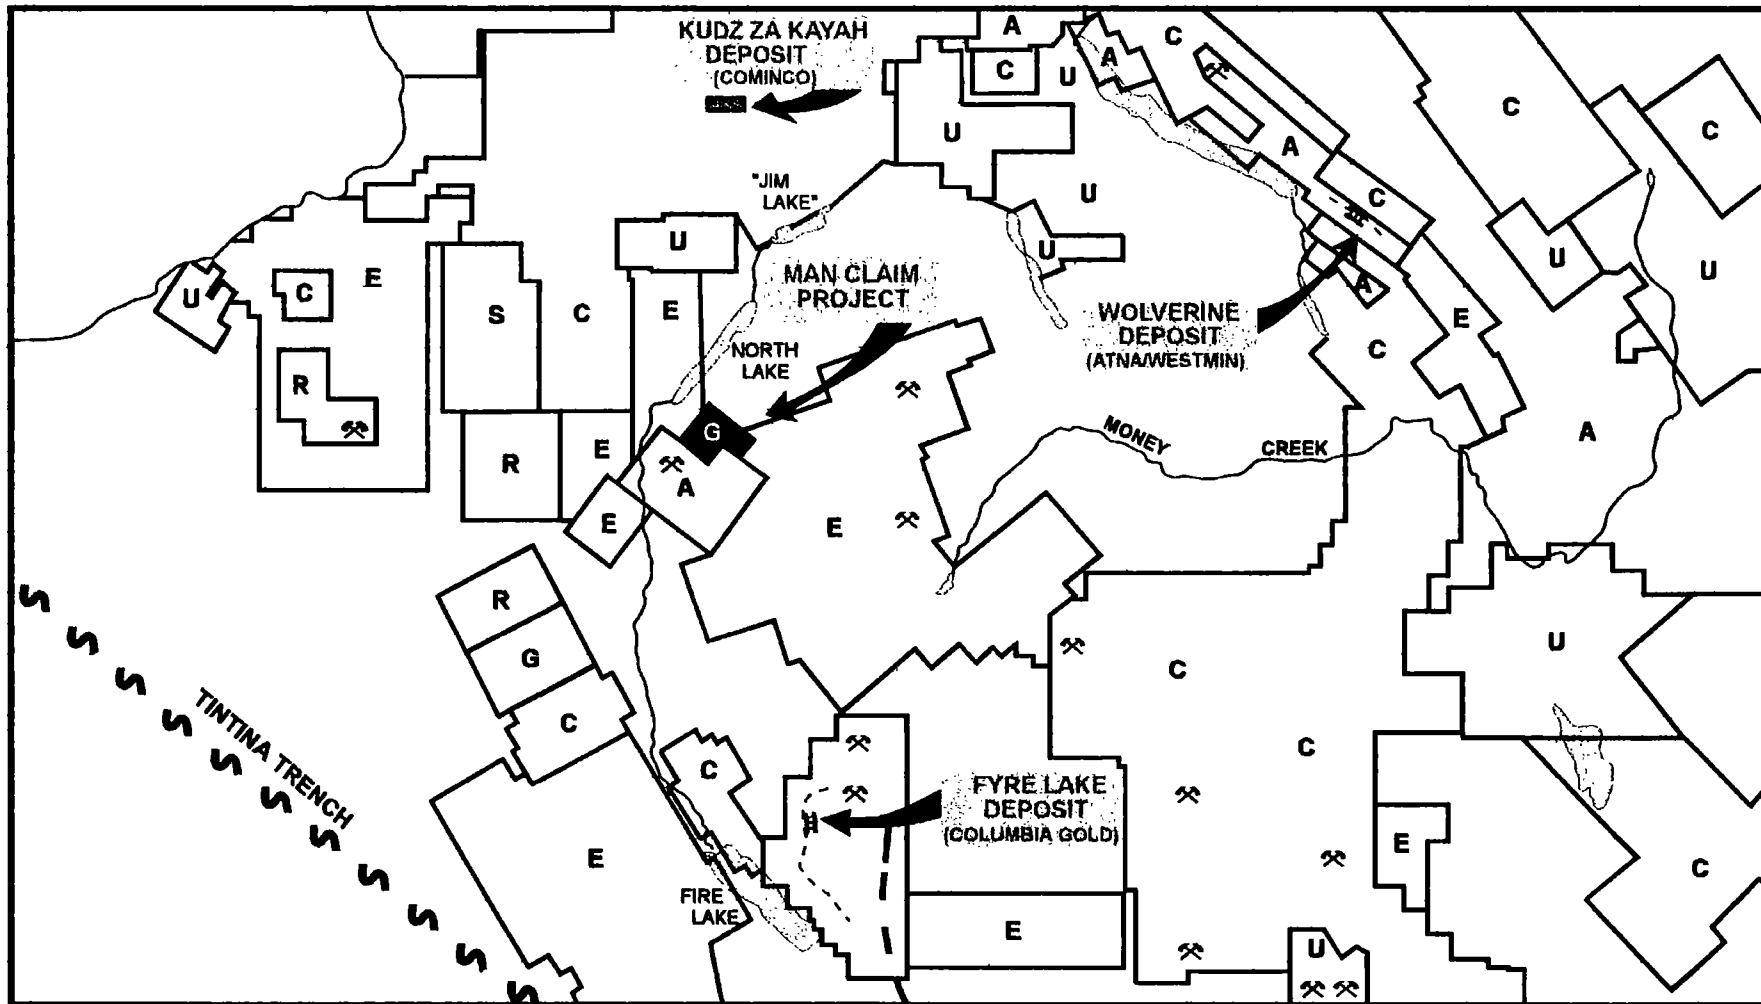 KUDZ ZA KAYAH
DEPOSIT
(COMINCO)
A
C
A
C
U
C
C
U
A
"JIM
LAKE"
U
C
U
U
U
U
E
C
U
S
C
E
MAN CLAIM
PROJECT
A
WOLVERINE
DEPOSIT
(ATNA/WESTMIN)
E
C
NORTH
LAKE
R
G
MONEY
CREEK
A
R
E
A
E
E
R
G
C
C
U
C
TINTINA TRENCH
C
FYRE LAKE
DEPOSIT
(COLUMBIA GOLD)
E
E
C
FIRE
LAKE
E
U